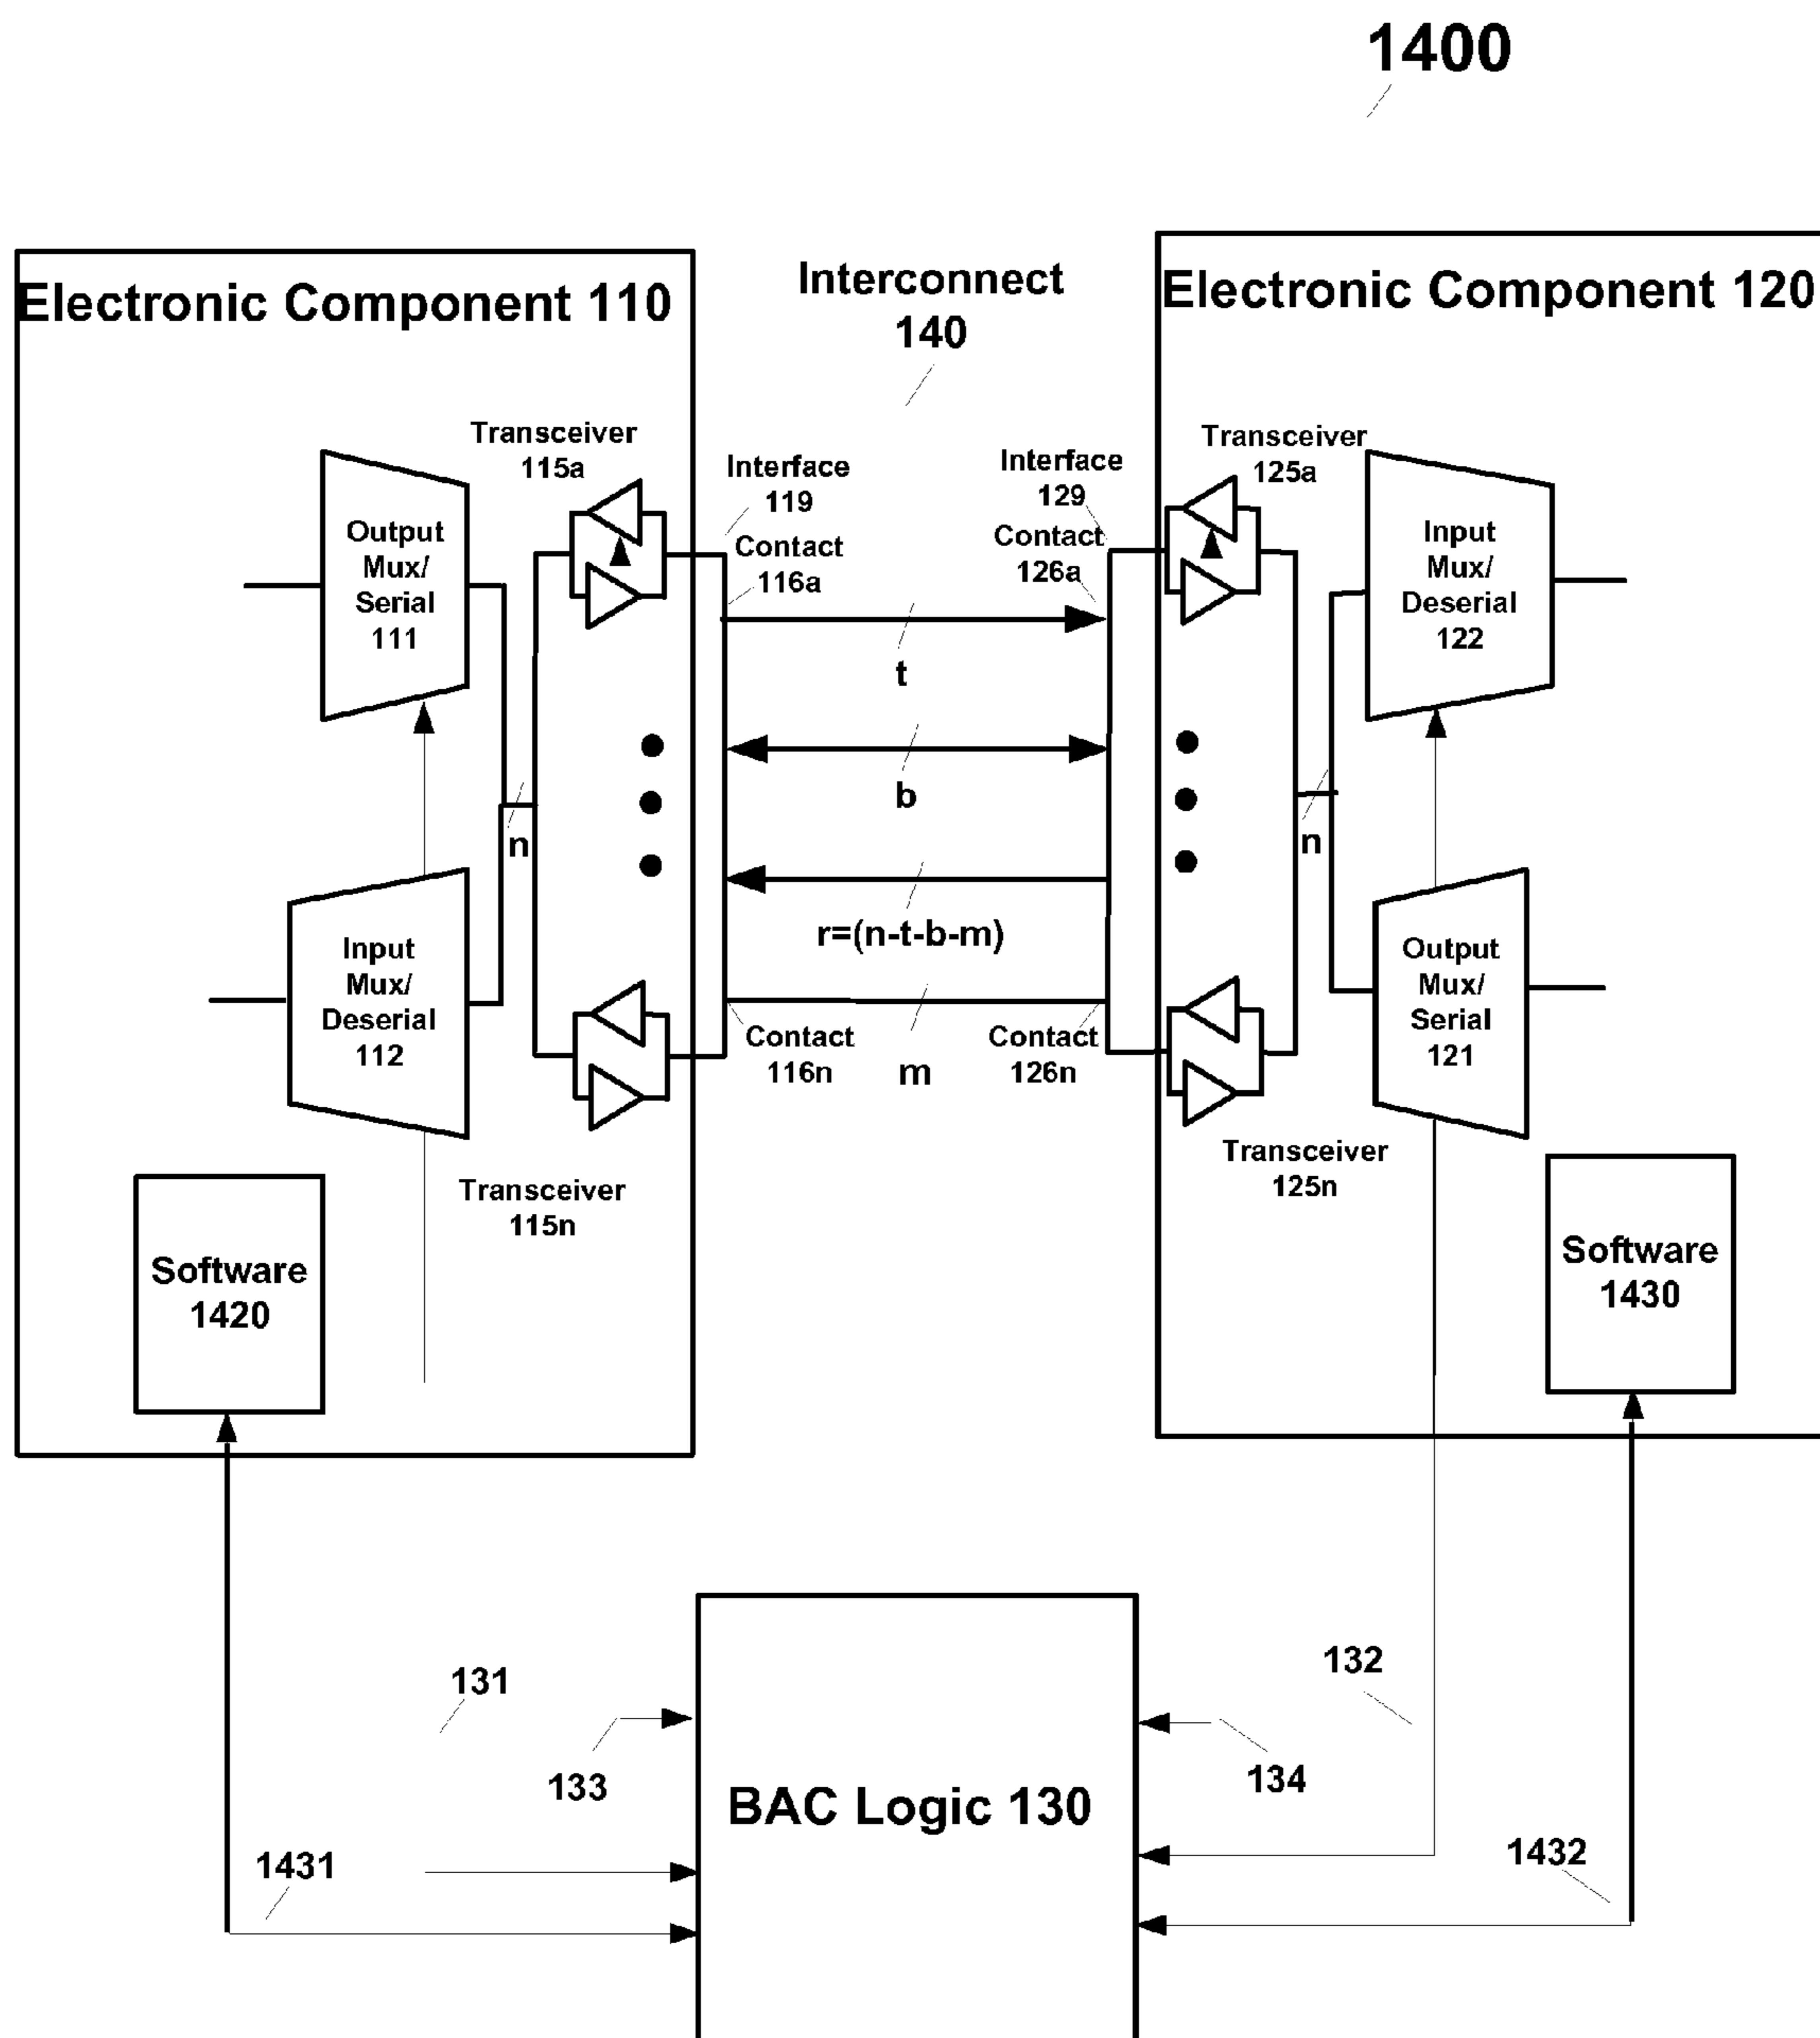 1400
Electronic Component 110
Interconnect
140
Electronic Component 120
Transceiver
115a
Interface
119
Contact
116a
Interface
129
Contact
126a
Transceiver
125a
Output
Mux/
Serial
111
Input
Mux/
Deserial
122
t
b
n
n
r=(n-t-b-m)
m
Input
Mux/
Deserial
112
Contact
116n
Contact
126n
Output
Mux/
Serial
121
Transceiver
115n
Transceiver
125n
Software
1420
Software
1430
131
133
132
134
BAC Logic 130
1431
1432